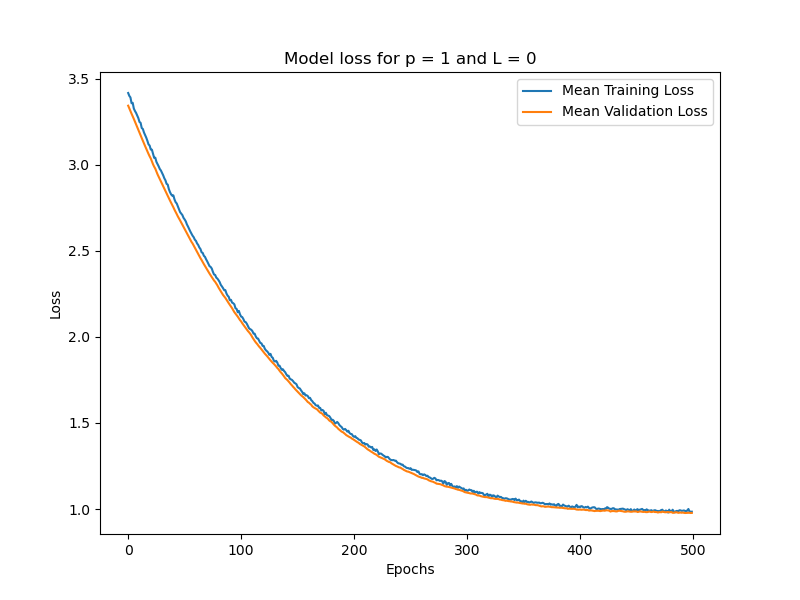 Model loss for p = 1 and L = 0
Mean Training Loss
Mean Validation Loss
3.5
3.0
2.5
2.0
1.5
1.0
Loss
0 100 200 300 400 500
Epochs